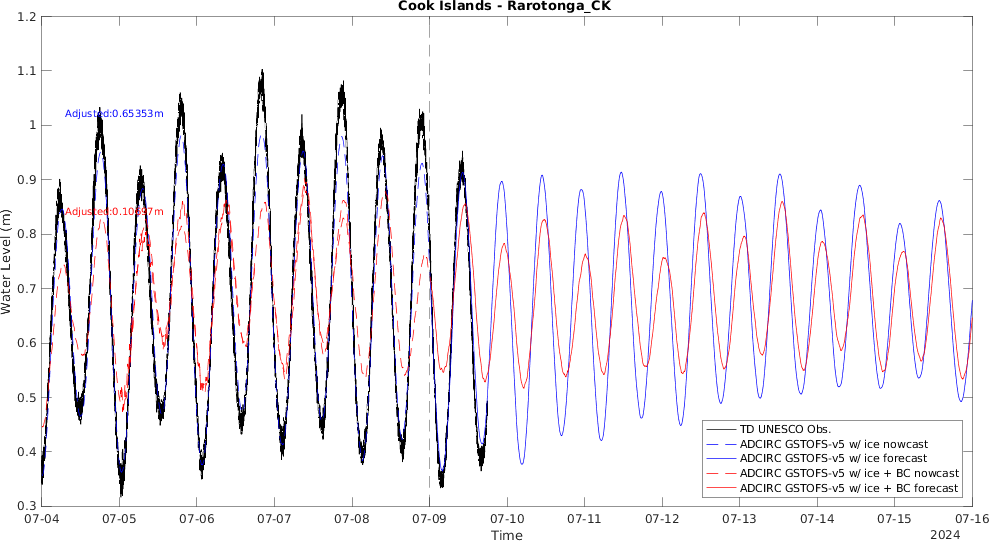 Cook Islands - Rarotonga_CK
Water Level (m)
1.2
1.1
1
0.9
0.8
0.7
0.6
0.5
0.4
0.3
Adjusted:0.65353m
Adjusted:0.10697m
TD UNESCO Obs.
ADCIRC GSTOFS-v5 w/ ice nowcast
ADCIRC GSTOFS-v5 w/ ice forecast
ADCIRC GSTOFS-v5 w/ ice + BC nowcast
ADCIRC GSTOFS-v5 w/ ice + BC forecast
07-04 07-05 07-06 07-07 07-08 07-09 07-10 07-11 07-12 07-13 07-14 07-15 07-16
Time
2024